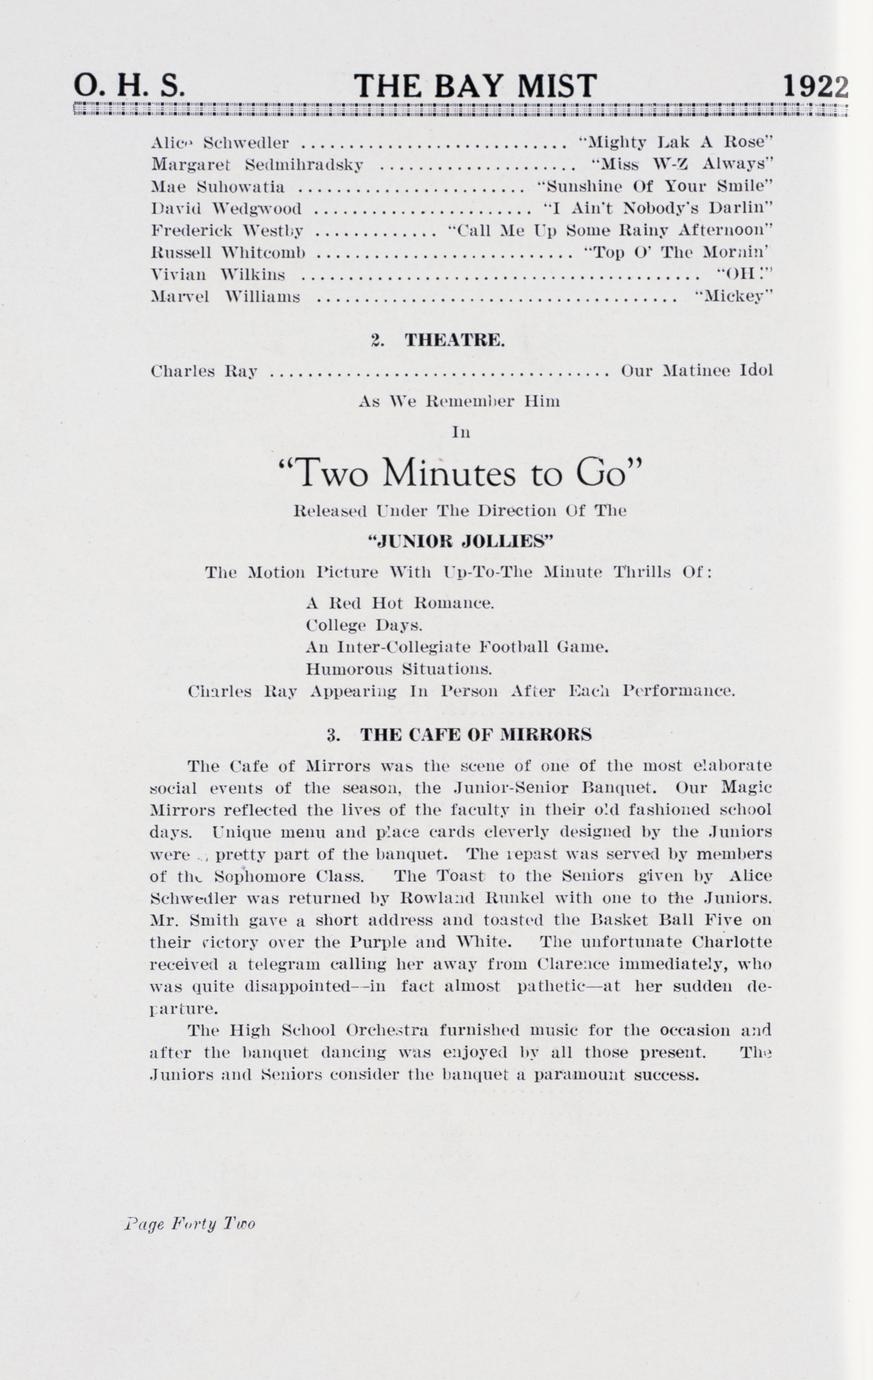 O. H. S. THE BAY MIST 1922
Alice Schwedler ............................ "Mighty Lak A Rose"
Margaret Sedmihradsky ..................... "Miss W-Z Always"
Mae Suhowatia ........................ "Sunshine Of Your Smile"
David Wedgwood ....................... "I Ain't Nobody's Darlin"
Frederick Westby ............. "Call Me Up Some Rainy Afternoon"
Russell Whitcomb ........................... "Top O' The Mornin'
Vivian Wilkins .......................................... "OH!"
Marvel Williams ...................................... "Mickey"
2. THEATRE.
Charles Ray .................................... Our Matinee Idol
As We Remember Him
In
"Two Minutes to Go"
Released Under The Direction Of The
"JUNIOR JOLLIES"
The Motion Picture With Up-To-The Minute Thrills Of:
A Red Hot Romance.
College Days.
An Inter-Collegiate Football Game.
Humorous Situations.
Charles Ray Appearing In Person After Each Performance.
3. THE CAFE OF MIRRORS
The Cafe of Mirrors was the scene of one of the most elaborate
social events of the season, the Junior-Senior Banquet. Our Magic
Mirrors reflected the lives of the faculty in their old fashioned school
days. Unique menu and place cards cleverly designed by the Juniors
were pretty part of the banquet. The repast was served by members
of the Sophomore Class. The Toast to the Seniors given by Alice
Schwedler was returned by Rowland Runkel with one to the Juniors.
Mr. Smith gave a short address and toasted the Basket Ball Five on
their victory over the Purple and White. The unfortunate Charlotte
received a telegram calling her away from Clarence immediately, who
was quite disappointed--in fact almost pathetic—at her sudden de-
parture.
The High School Orchestra furnished music for the occasion and
after the banquet dancing was enjoyed by all those present. The
Juniors and Seniors consider the banquet a paramount success.
Page Forty Two